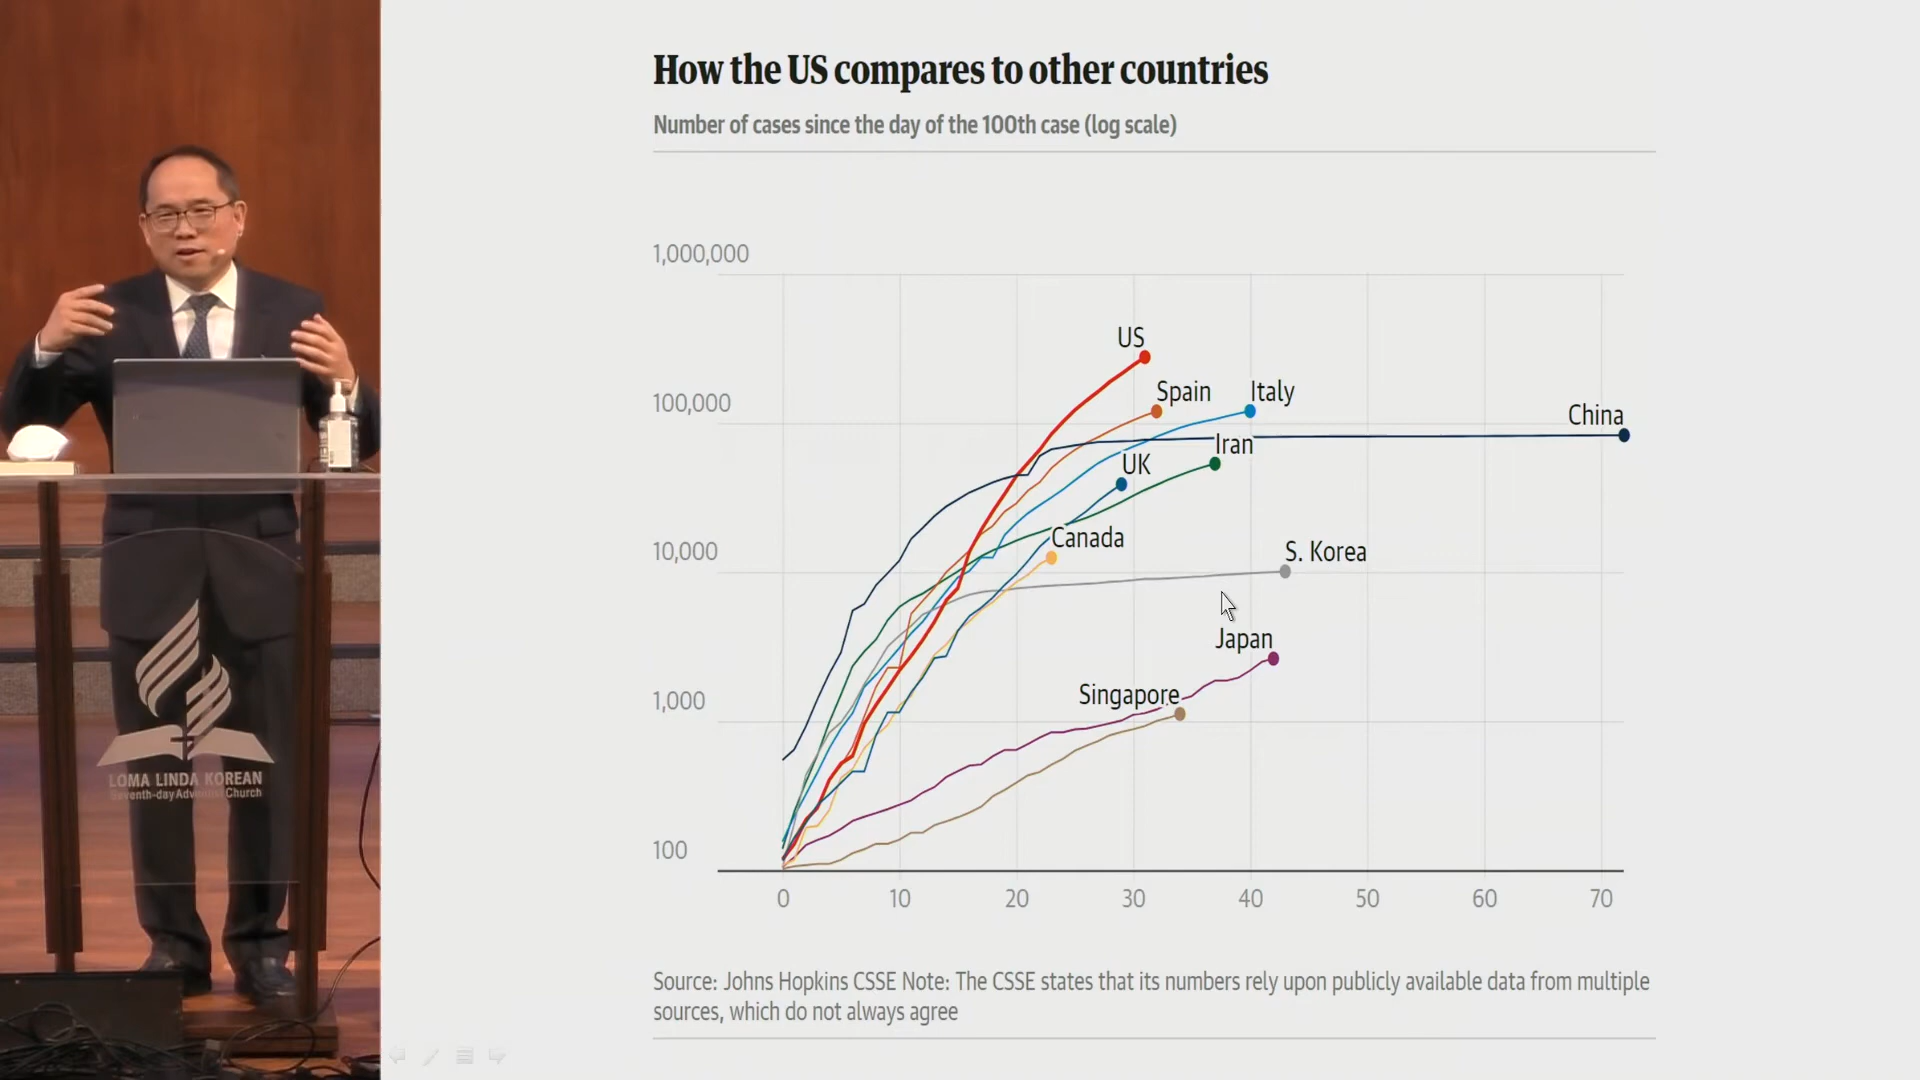 How the US compares to other countries
Number of cases since the day of the 100th case (log scale)
1,000,000
100,000
10,000
1,000
100
US
Spain
Italy
China
Iran
UK
Canada
S. Korea
Japan
Singapore
0 10 20 30 40 50 60 70
Source: Johns Hopkins CSSE Note: The CSSE states that its numbers rely upon publicly available data from multiple
sources, which do not always agree
LOMA LINDA KOREAN
Seventh-day Adventist Church